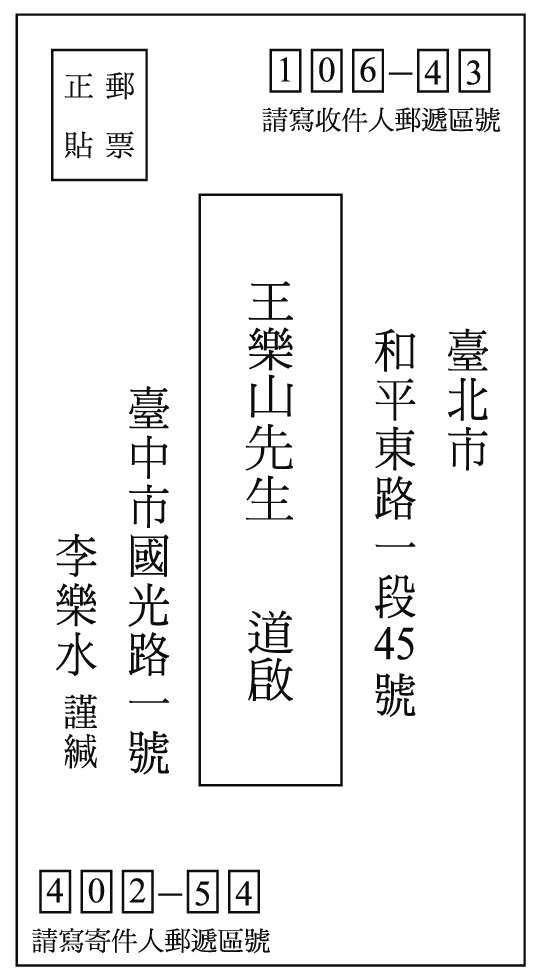 106-43
請寫收件人郵遞區號
郵票
正貼
臺北市
和平東路一段45號
王樂山先生 道啟
臺中市國光路一號
李樂水 謹緘
402-54
請寫寄件人郵遞區號